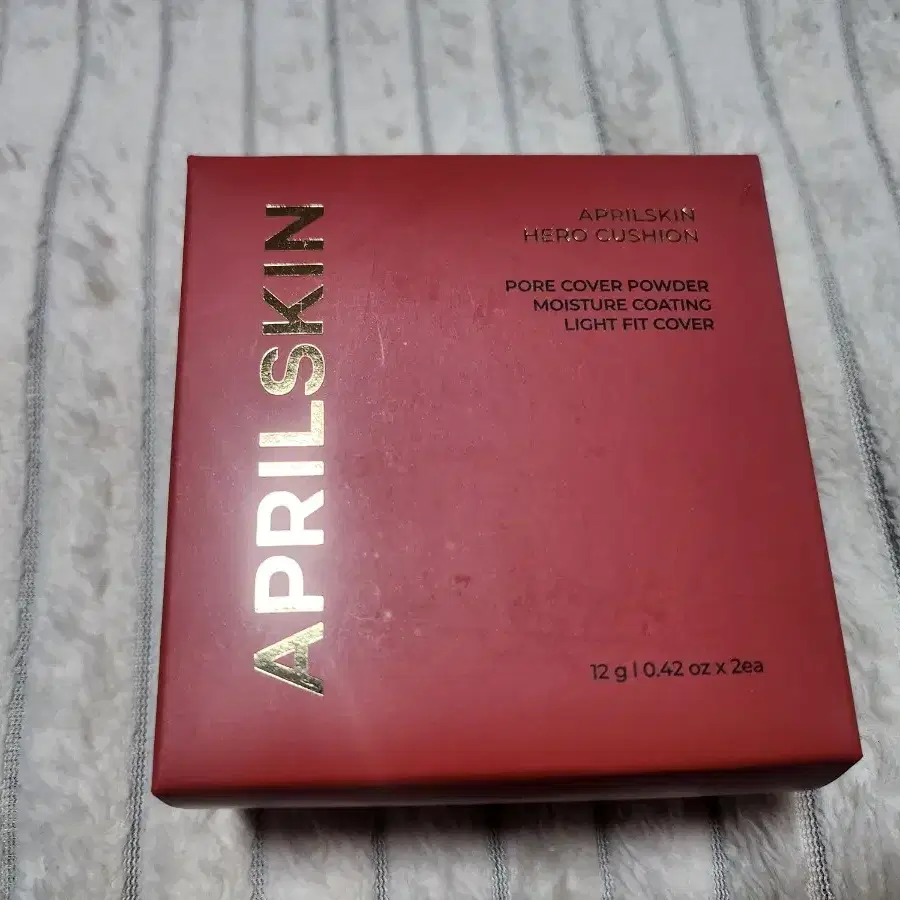 APRILSKIN
APRILSKIN
HERO CUSHION
PORE COVER POWDER
MOISTURE COATING
LIGHT FIT COVER
12 g | 0.42 oz x 2ea